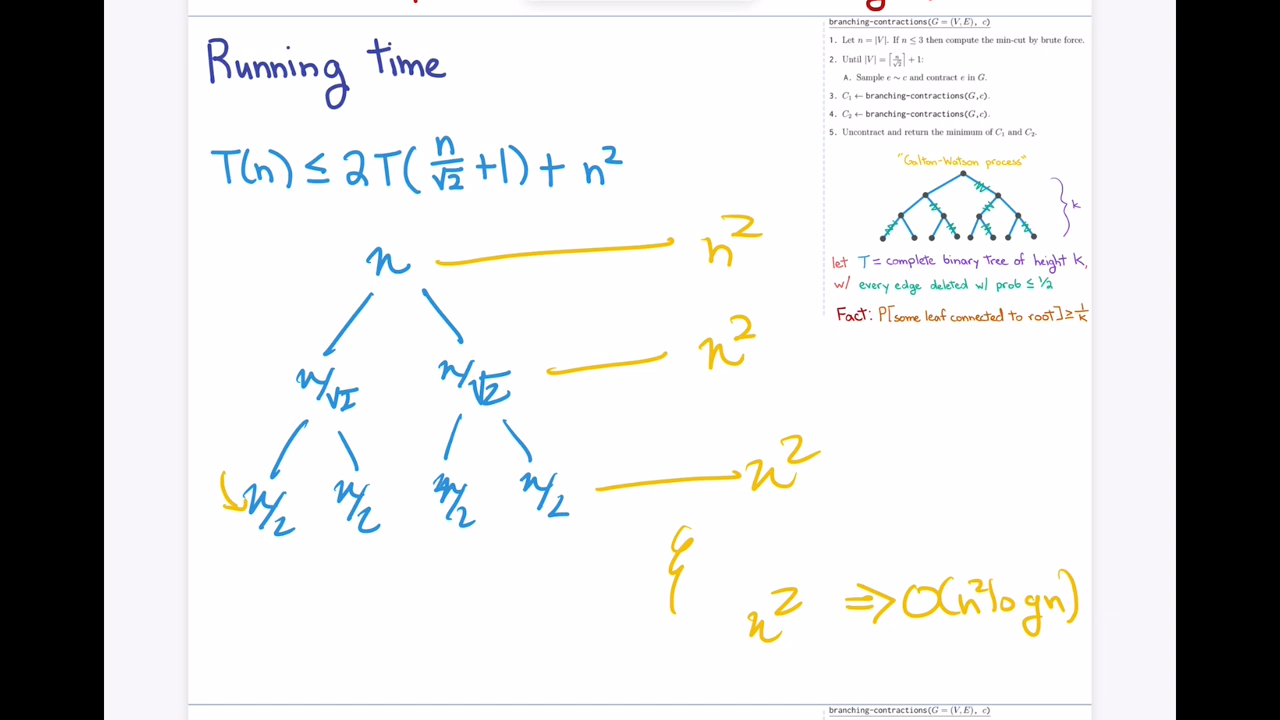 Running time
T(n) ≤ 2T(n/√2 +1) + n²
n n²
n/√2 n/√2 n²
n/2 n/2 n/2 n/2 n²
n² ⇒ O(n² log n)
branching-contractions(G = (V, E), c)
1. Let n = |V|. If n ≤ 3 then compute the min-cut by brute force.
2. Until |V| = ⌈n/√2⌉ + 1:
A. Sample e ~ c and contract e in G.
3. C₁ ← branching-contractions(G,c).
4. C₂ ← branching-contractions(G,c).
5. Uncontract and return the minimum of C₁ and C₂.
"Galton-Watson process"
k
let T = complete binary tree of height k,
w/ every edge deleted w/ prob ≤ 1/2
Fact: P[some leaf connected to root] ≥ 1/k
branching-contractions(G = (V, E), c)